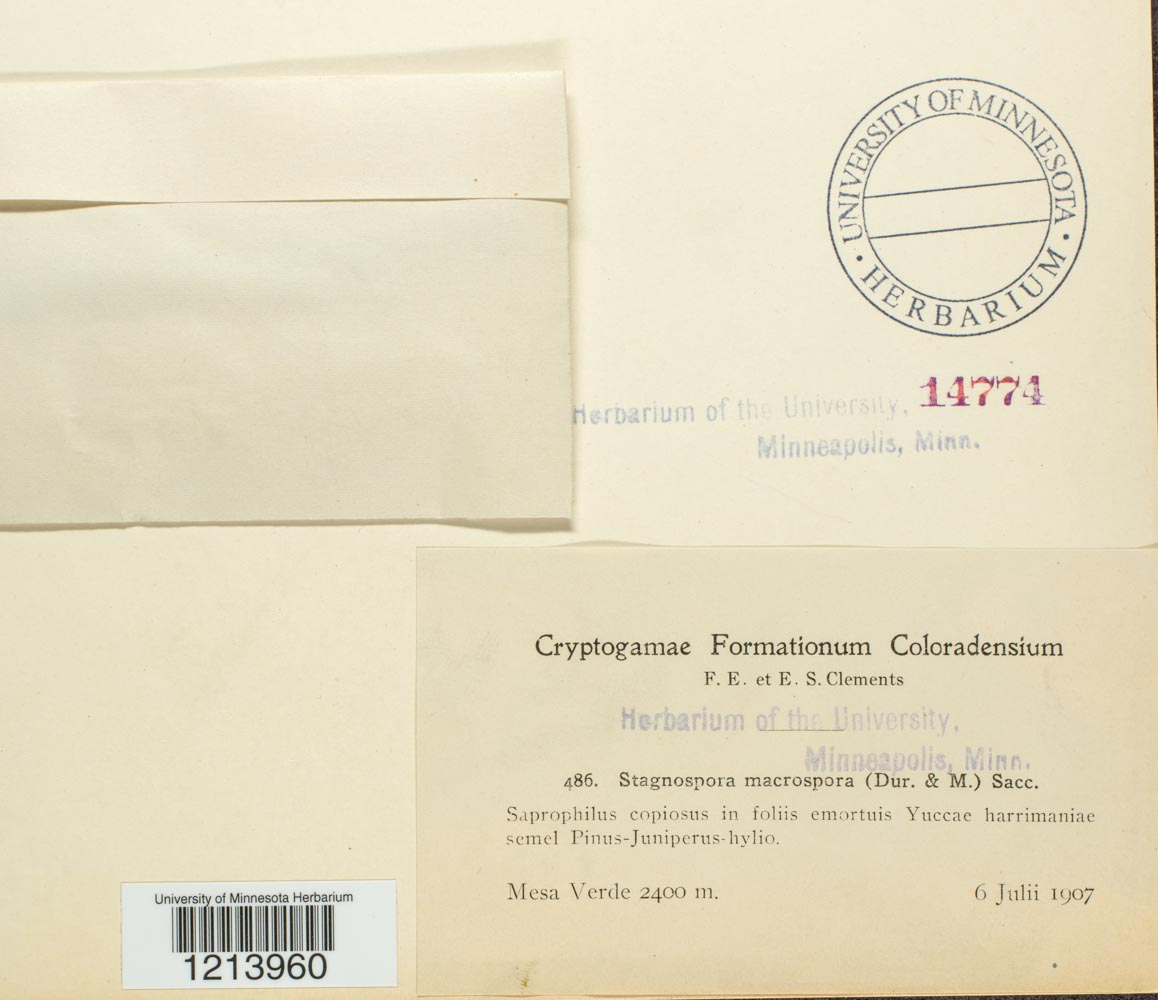 UNIVERSITY OF MINNESOTA
• HERBARIUM •
14774
Herbarium of the University,
Minneapolis, Minn.
Cryptogamae Formationum Coloradensium
F. E. et E. S. Clements
Herbarium of the University,
Minneapolis, Minn.
486. Stagnospora macrospora (Dur. & M.) Sacc.
Saprophilus copiosus in foliis emortuis Yuccae harrimaniae
semel Pinus-Juniperus-hylio.
Mesa Verde 2400 m. 6 Julii 1907
University of Minnesota Herbarium
1213960